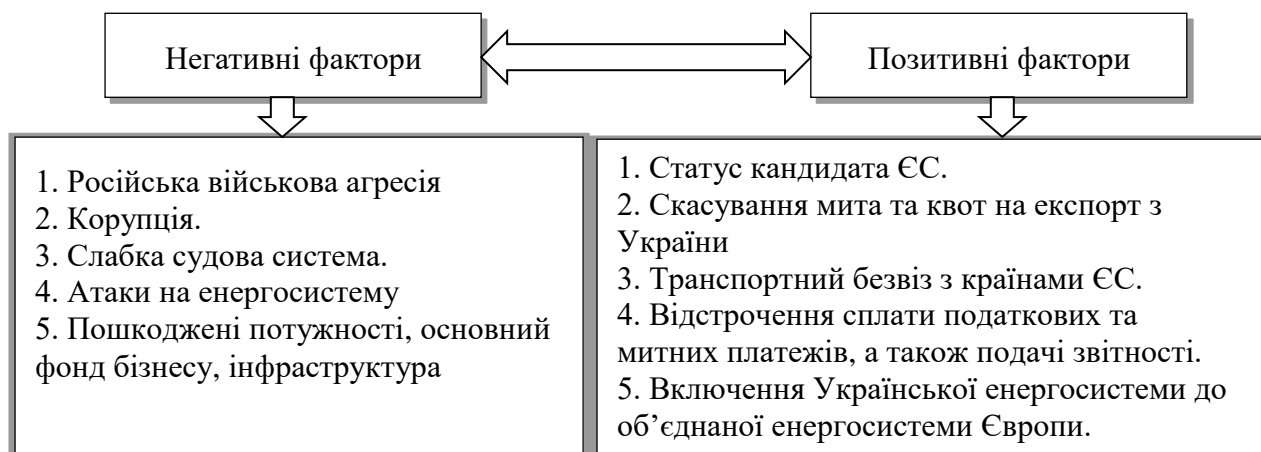 Негативні фактори
Позитивні фактори
1. Російська військова агресія
2. Корупція.
3. Слабка судова система.
4. Атаки на енергосистему
5. Пошкоджені потужності, основний
фонд бізнесу, інфраструктура
1. Статус кандидата ЄС.
2. Скасування мита та квот на експорт з
України
3. Транспортний безвіз з країнами ЄС.
4. Відстрочення сплати податкових та
митних платежів, а також подачі звітності.
5. Включення Української енергосистеми до
об’єднаної енергосистеми Європи.